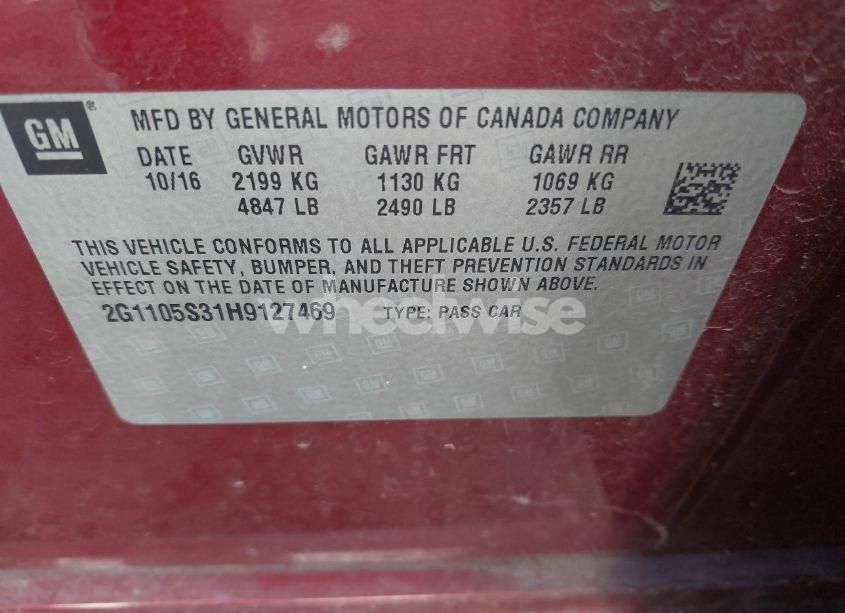 GM ®
MFD BY GENERAL MOTORS OF CANADA COMPANY
DATE GVWR GAWR FRT GAWR RR
10/16 2199 KG 1130 KG 1069 KG
4847 LB 2490 LB 2357 LB
THIS VEHICLE CONFORMS TO ALL APPLICABLE U.S. FEDERAL MOTOR
VEHICLE SAFETY, BUMPER, AND THEFT PREVENTION STANDARDS IN
EFFECT ON THE DATE OF MANUFACTURE SHOWN ABOVE.
2G1105S31H9127469 TYPE: PASS CAR
wheelwise